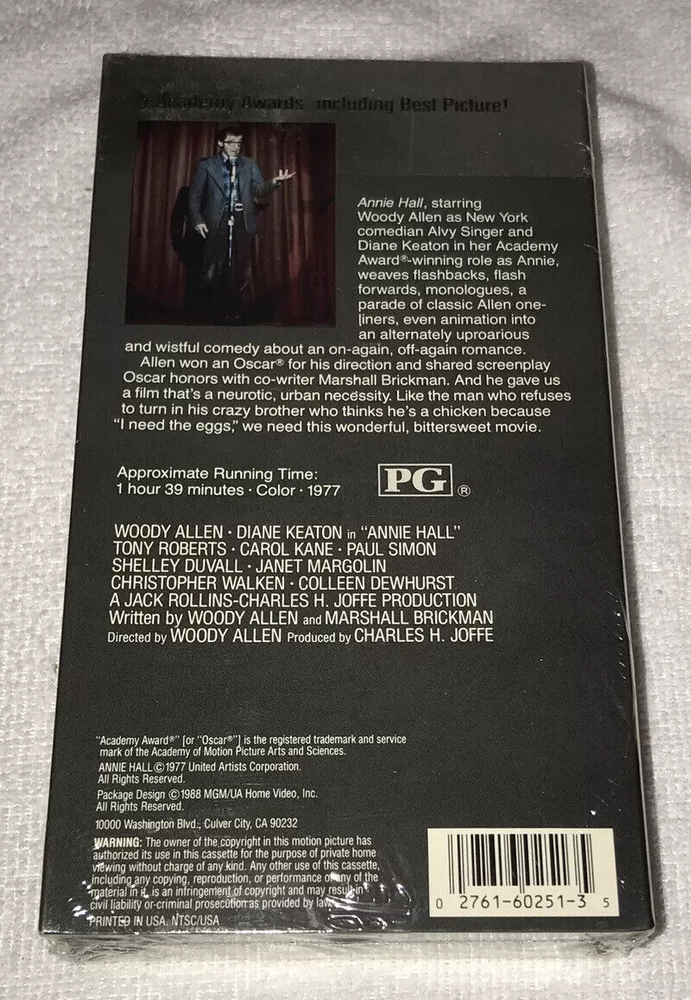 4 Academy Awards including Best Picture!
Annie Hall, starring
Woody Allen as New York
comedian Alvy Singer and
Diane Keaton in her Academy
Award®-winning role as Annie,
weaves flashbacks, flash
forwards, monologues, a
parade of classic Allen one-
liners, even animation into
an alternately uproarious
and wistful comedy about an on-again, off-again romance.
Allen won an Oscar® for his direction and shared screenplay
Oscar honors with co-writer Marshall Brickman. And he gave us
a film that's a neurotic, urban necessity. Like the man who refuses
to turn in his crazy brother who thinks he's a chicken because
"I need the eggs," we need this wonderful, bittersweet movie.
Approximate Running Time:
1 hour 39 minutes · Color · 1977
PG ®
WOODY ALLEN · DIANE KEATON in "ANNIE HALL"
TONY ROBERTS · CAROL KANE · PAUL SIMON
SHELLEY DUVALL · JANET MARGOLIN
CHRISTOPHER WALKEN · COLLEEN DEWHURST
A JACK ROLLINS-CHARLES H. JOFFE PRODUCTION
Written by WOODY ALLEN and MARSHALL BRICKMAN
Directed by WOODY ALLEN Produced by CHARLES H. JOFFE
"Academy Award®" [or "Oscar®"] is the registered trademark and service
mark of the Academy of Motion Picture Arts and Sciences.
ANNIE HALL © 1977 United Artists Corporation.
All Rights Reserved.
Package Design © 1988 MGM/UA Home Video, Inc.
All Rights Reserved.
10000 Washington Blvd., Culver City, CA 90232
WARNING: The owner of the copyright in this motion picture has
authorized its use in this cassette for the purpose of private home
viewing without charge of any kind. Any other use of this cassette,
including any copying, reproduction, or performance of any of the
material in it, is an infringement of copyright and may result in
civil liability or criminal prosecution as provided by law.
PRINTED IN USA. NTSC/USA
0 2761-60251-3 5